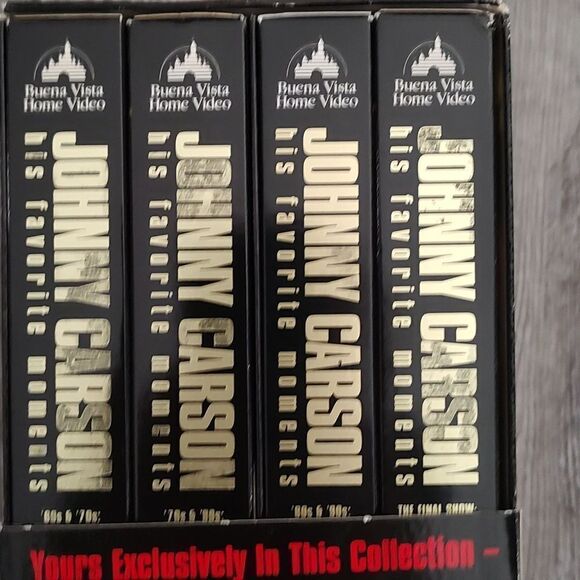 Buena Vista
Home Video
JOHNNY CARSON
his favorite moments
'60s & '70s:
Buena Vista
Home Video
JOHNNY CARSON
his favorite moments
'70s & '80s:
Buena Vista
Home Video
JOHNNY CARSON
his favorite moments
'80s & '90s:
Buena Vista
Home Video
JOHNNY CARSON
his favorite moments
THE FINAL SHOW:
Yours Exclusively In This Collection –